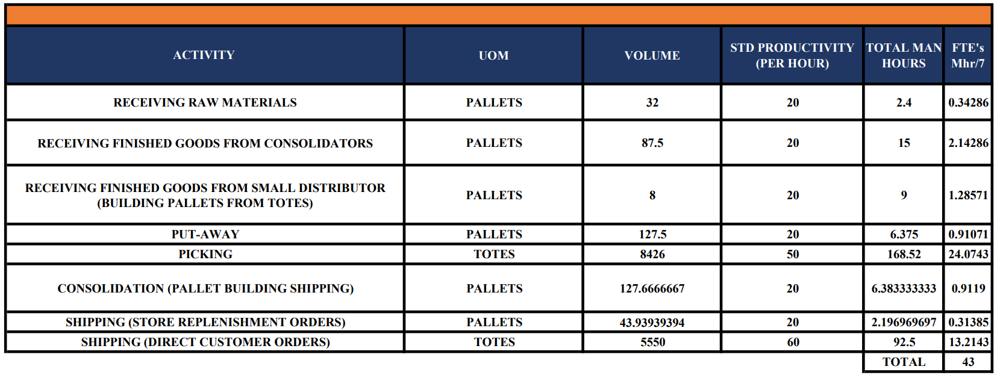 ACTIVITY UOM VOLUME STD PRODUCTIVITY (PER HOUR) TOTAL MAN HOURS FTE's Mhr/7
RECEIVING RAW MATERIALS PALLETS 32 20 2.4 0.34286
RECEIVING FINISHED GOODS FROM CONSOLIDATORS PALLETS 87.5 20 15 2.14286
RECEIVING FINISHED GOODS FROM SMALL DISTRIBUTOR
(BUILDING PALLETS FROM TOTES) PALLETS 8 20 9 1.28571
PUT-AWAY PALLETS 127.5 20 6.375 0.91071
PICKING TOTES 8426 50 168.52 24.0743
CONSOLIDATION (PALLET BUILDING SHIPPING) PALLETS 127.6666667 20 6.383333333 0.9119
SHIPPING (STORE REPLENISHMENT ORDERS) PALLETS 43.93939394 20 2.196969697 0.31385
SHIPPING (DIRECT CUSTOMER ORDERS) TOTES 5550 60 92.5 13.2143
TOTAL 43